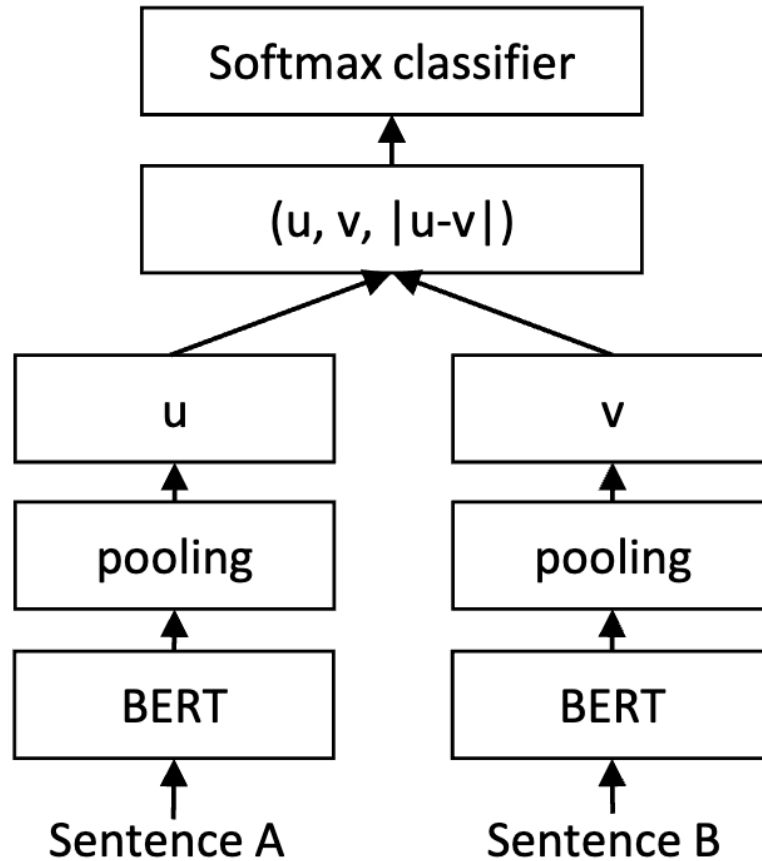 Softmax classifier
(u, v, |u-v|)
u
v
pooling
pooling
BERT
BERT
Sentence A
Sentence B